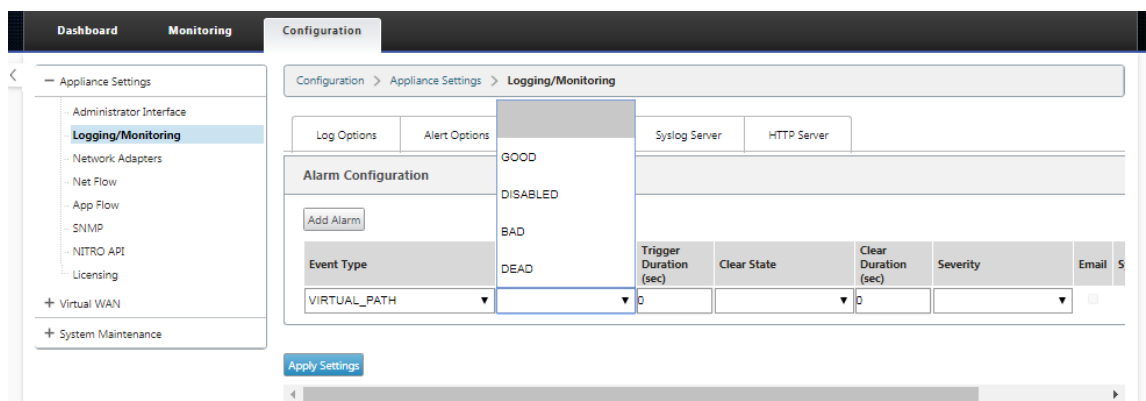 Dashboard Monitoring Configuration
− Appliance Settings
Administrator Interface
Logging/Monitoring
Network Adapters
Net Flow
App Flow
SNMP
NITRO API
Licensing
+ Virtual WAN
+ System Maintenance
Configuration > Appliance Settings > Logging/Monitoring
Log Options Alert Options Syslog Server HTTP Server
Alarm Configuration
Add Alarm
GOOD
DISABLED
BAD
DEAD
Event Type Trigger Duration (sec) Clear State Clear Duration (sec) Severity Email
VIRTUAL_PATH 0 0
Apply Settings